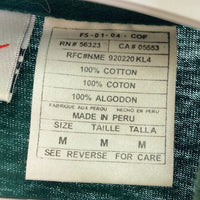 FS-01-04-COF
RN# 56323 CA# 05553
RFC#NME 920220 KL4
100% COTTON
100% COTON
100% ALGODON
FABRIQUE AUX PÉROU HECHO EN PERU
MADE IN PERU
SIZE TAILLE TALLA
M M M
SEE REVERSE FOR CARE